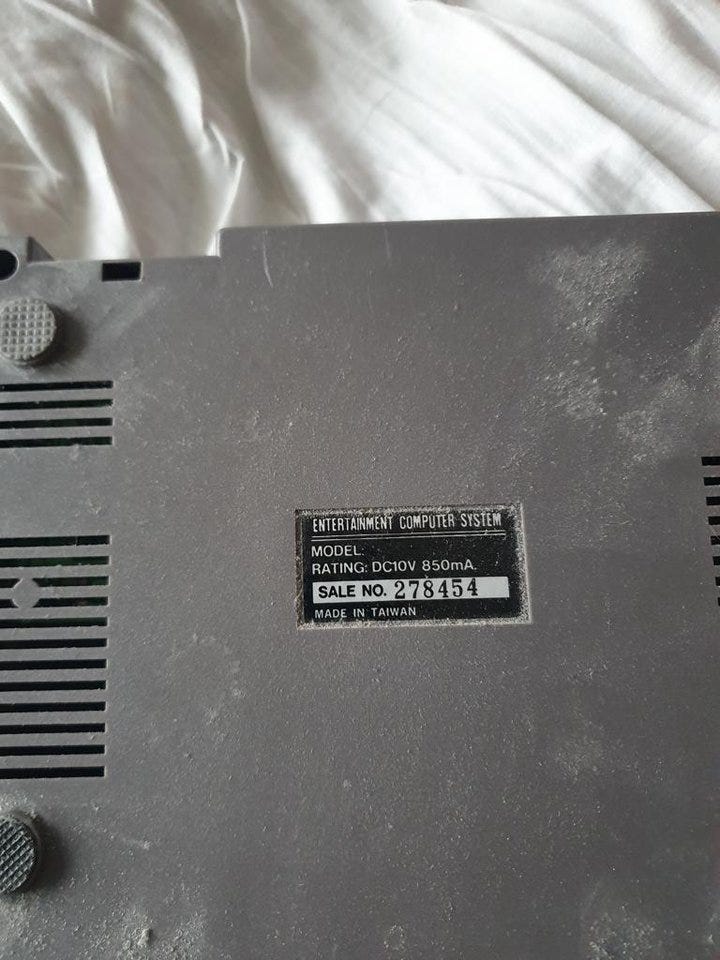 ENTERTAINMENT COMPUTER SYSTEM
MODEL:
RATING: DC10V 850mA.
SALE NO. 278454
MADE IN TAIWAN